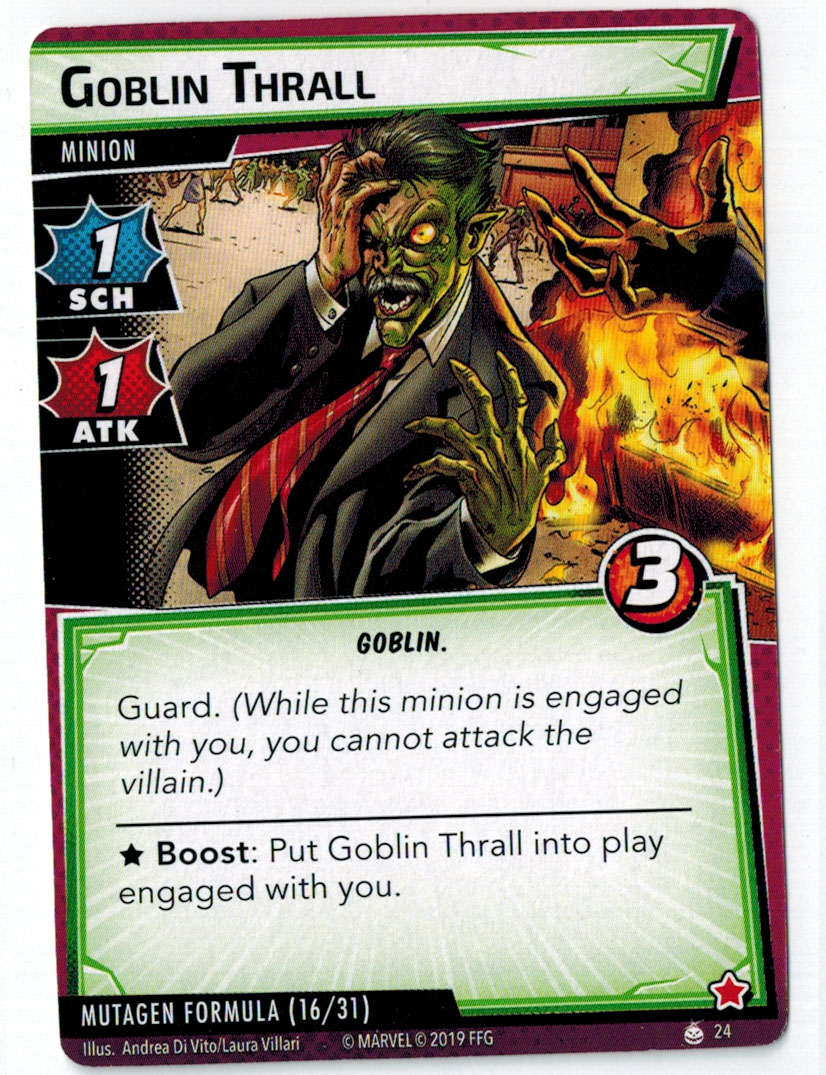 GOBLIN THRALL
MINION
1
SCH
1
ATK
3
GOBLIN.
Guard. (While this minion is engaged
with you, you cannot attack the
villain.)
★ Boost: Put Goblin Thrall into play
engaged with you.
MUTAGEN FORMULA (16/31)
Illus. Andrea Di Vito/Laura Villari © MARVEL © 2019 FFG 24